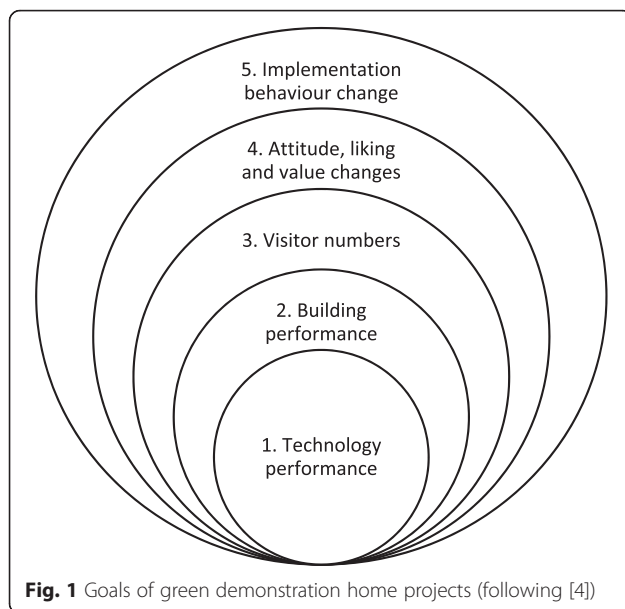 5. Implementation
behaviour change
4. Attitude, liking
and value changes
3. Visitor numbers
2. Building
performance
1. Technology
performance
Fig. 1 Goals of green demonstration home projects (following [4])